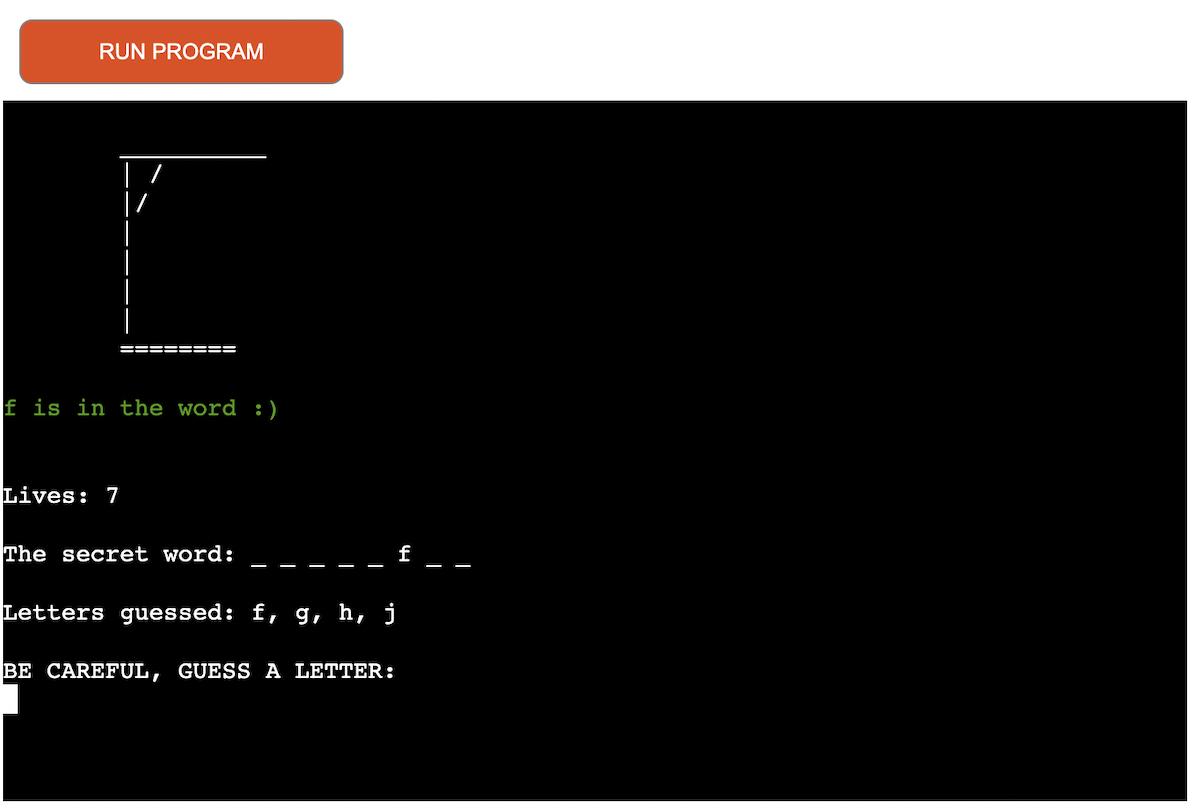 RUN PROGRAM
__________
| /
|/
|
|
|
|
========
f is in the word :)
Lives: 7
The secret word: _ _ _ _ _ f _ _
Letters guessed: f, g, h, j
BE CAREFUL, GUESS A LETTER: